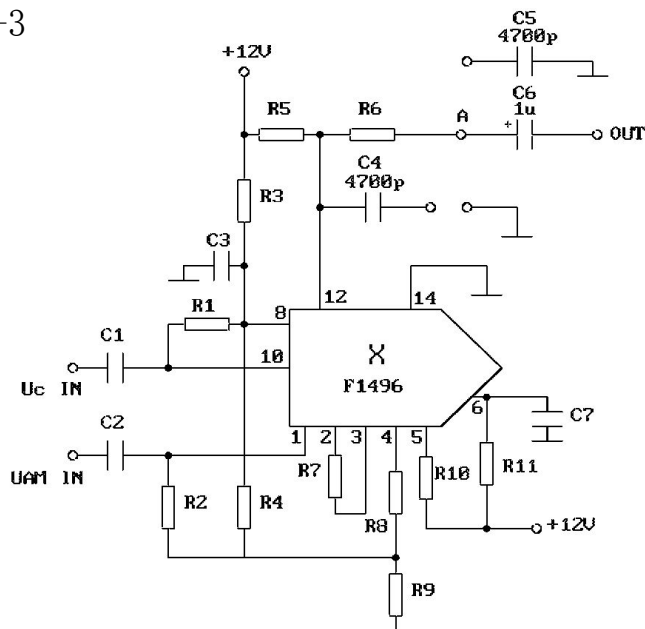 -3
C5
4700p
+12V
C6
1u
R5
R6
A
+
OUT
C4
4700p
R3
C3
12
14
R1
8
C1
10
X
F1496
Uc IN
C2
6
C7
1
2
3
4
5
UAM IN
R7
R10
R11
R2
R4
R8
+12V
R9